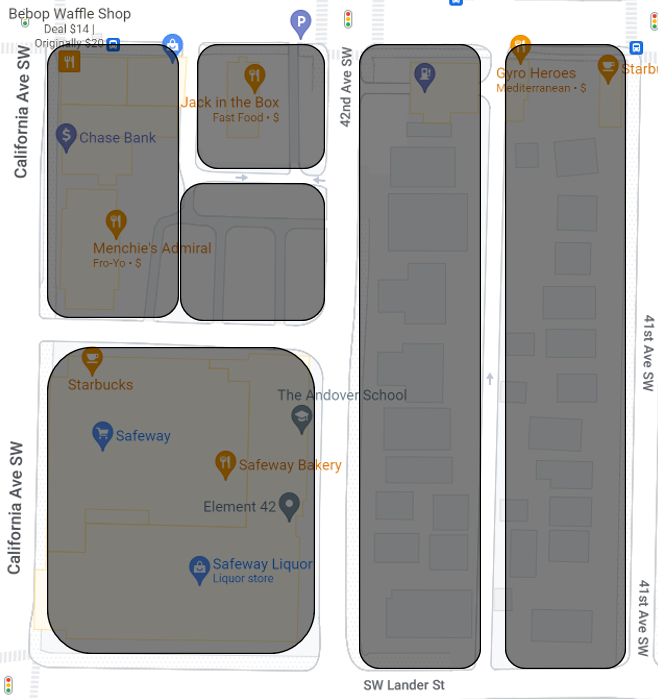 Bebop Waffle Shop
Deal $14 |
Originally $20
P
California Ave SW
42nd Ave SW
Jack in the Box
Fast Food • $
Gyro Heroes
Mediterranean • $
Starbu
$
Chase Bank
Menchie's Admiral
Fro-Yo • $
41st Ave SW
Starbucks
The Andover School
Safeway
Safeway Bakery
California Ave SW
Element 42
Safeway Liquor
Liquor store
41st Ave SW
SW Lander St